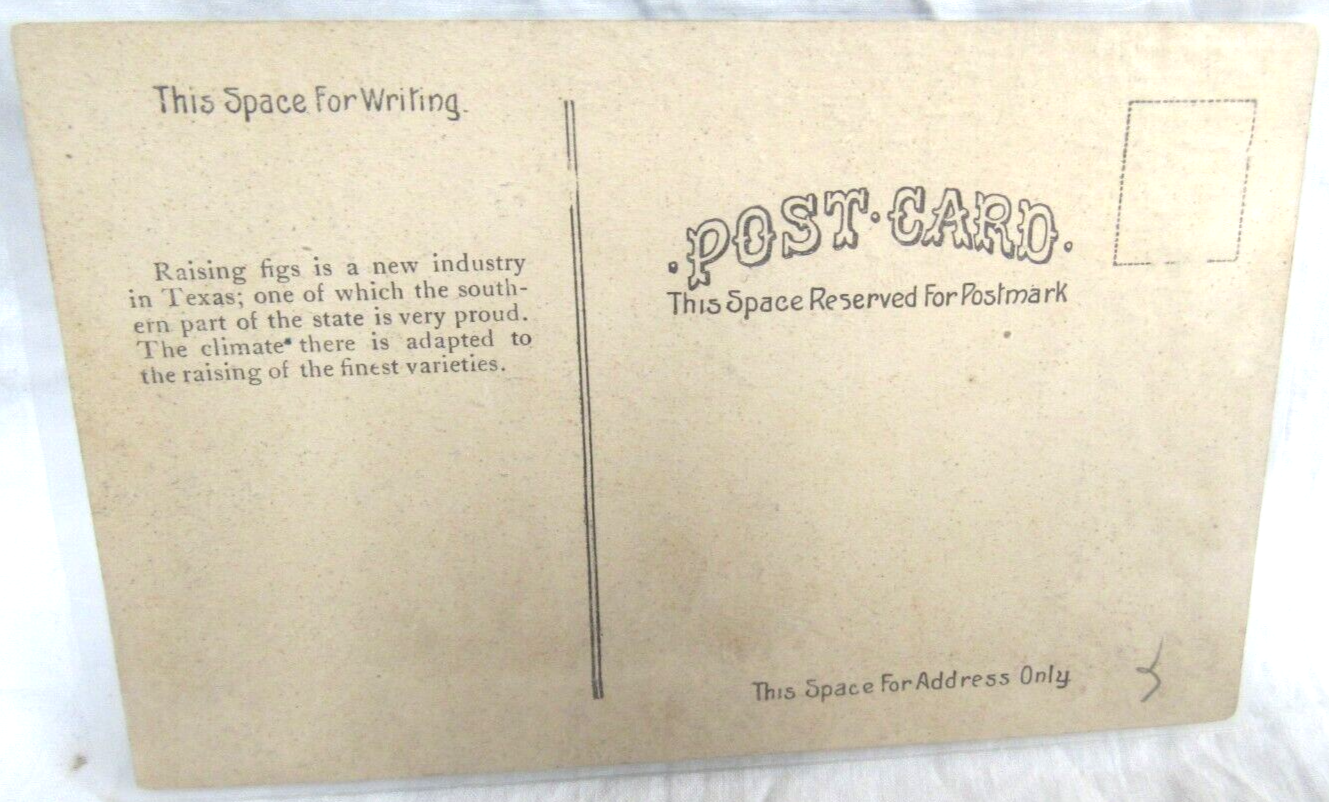 This Space For Writing.
Raising figs is a new industry
in Texas; one of which the south-
ern part of the state is very proud.
The climate there is adapted to
the raising of the finest varieties.
.POST·CARD.
This Space Reserved For Postmark
This Space For Address Only